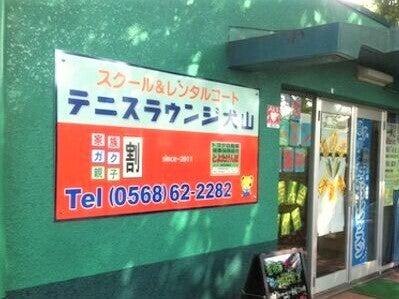 スクール&レンタルコート
テニスラウンジ犬山
家族
ガク割
親子
since-2011
Tel (0568) 62-2282